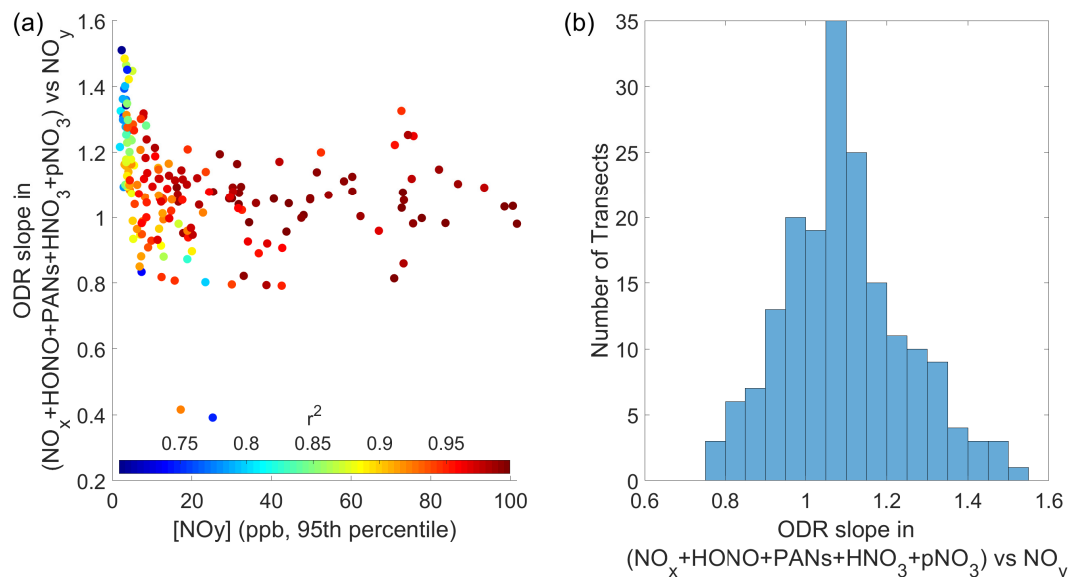 (a)
ODR slope in
(NOx+HONO+PANs+HNO3+pNO3) vs NOy
1.6
1.4
1.2
1
0.8
0.6
0.4
0.2
r2
0.75 0.8 0.85 0.9 0.95
0 20 40 60 80 100
[NOy] (ppb, 95th percentile)
(b)
Number of Transects
35
30
25
20
15
10
5
0
0.6 0.8 1 1.2 1.4 1.6
ODR slope in
(NOx+HONO+PANs+HNO3+pNO3) vs NOy